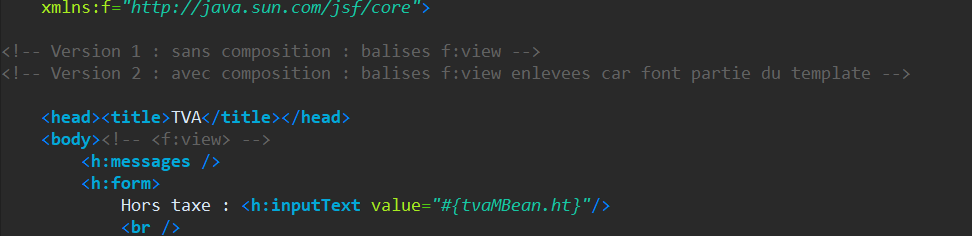 xmlns:f="http://java.sun.com/jsf/core">
<!-- Version 1 : sans composition : balises f:view -->
<!-- Version 2 : avec composition : balises f:view enlevees car font partie du template -->
<head><title>TVA</title></head>
<body><!-- <f:view> -->
<h:messages />
<h:form>
Hors taxe : <h:inputText value="#{tvaMBean.ht}"/>
<br />